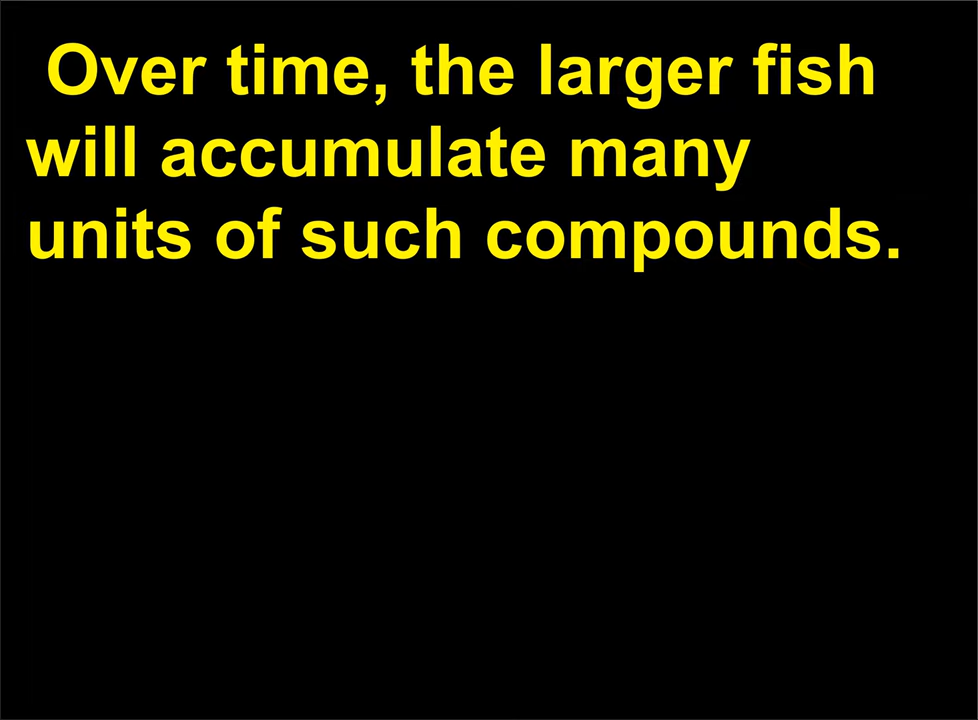 Over time, the larger fish
will accumulate many
units of such compounds.